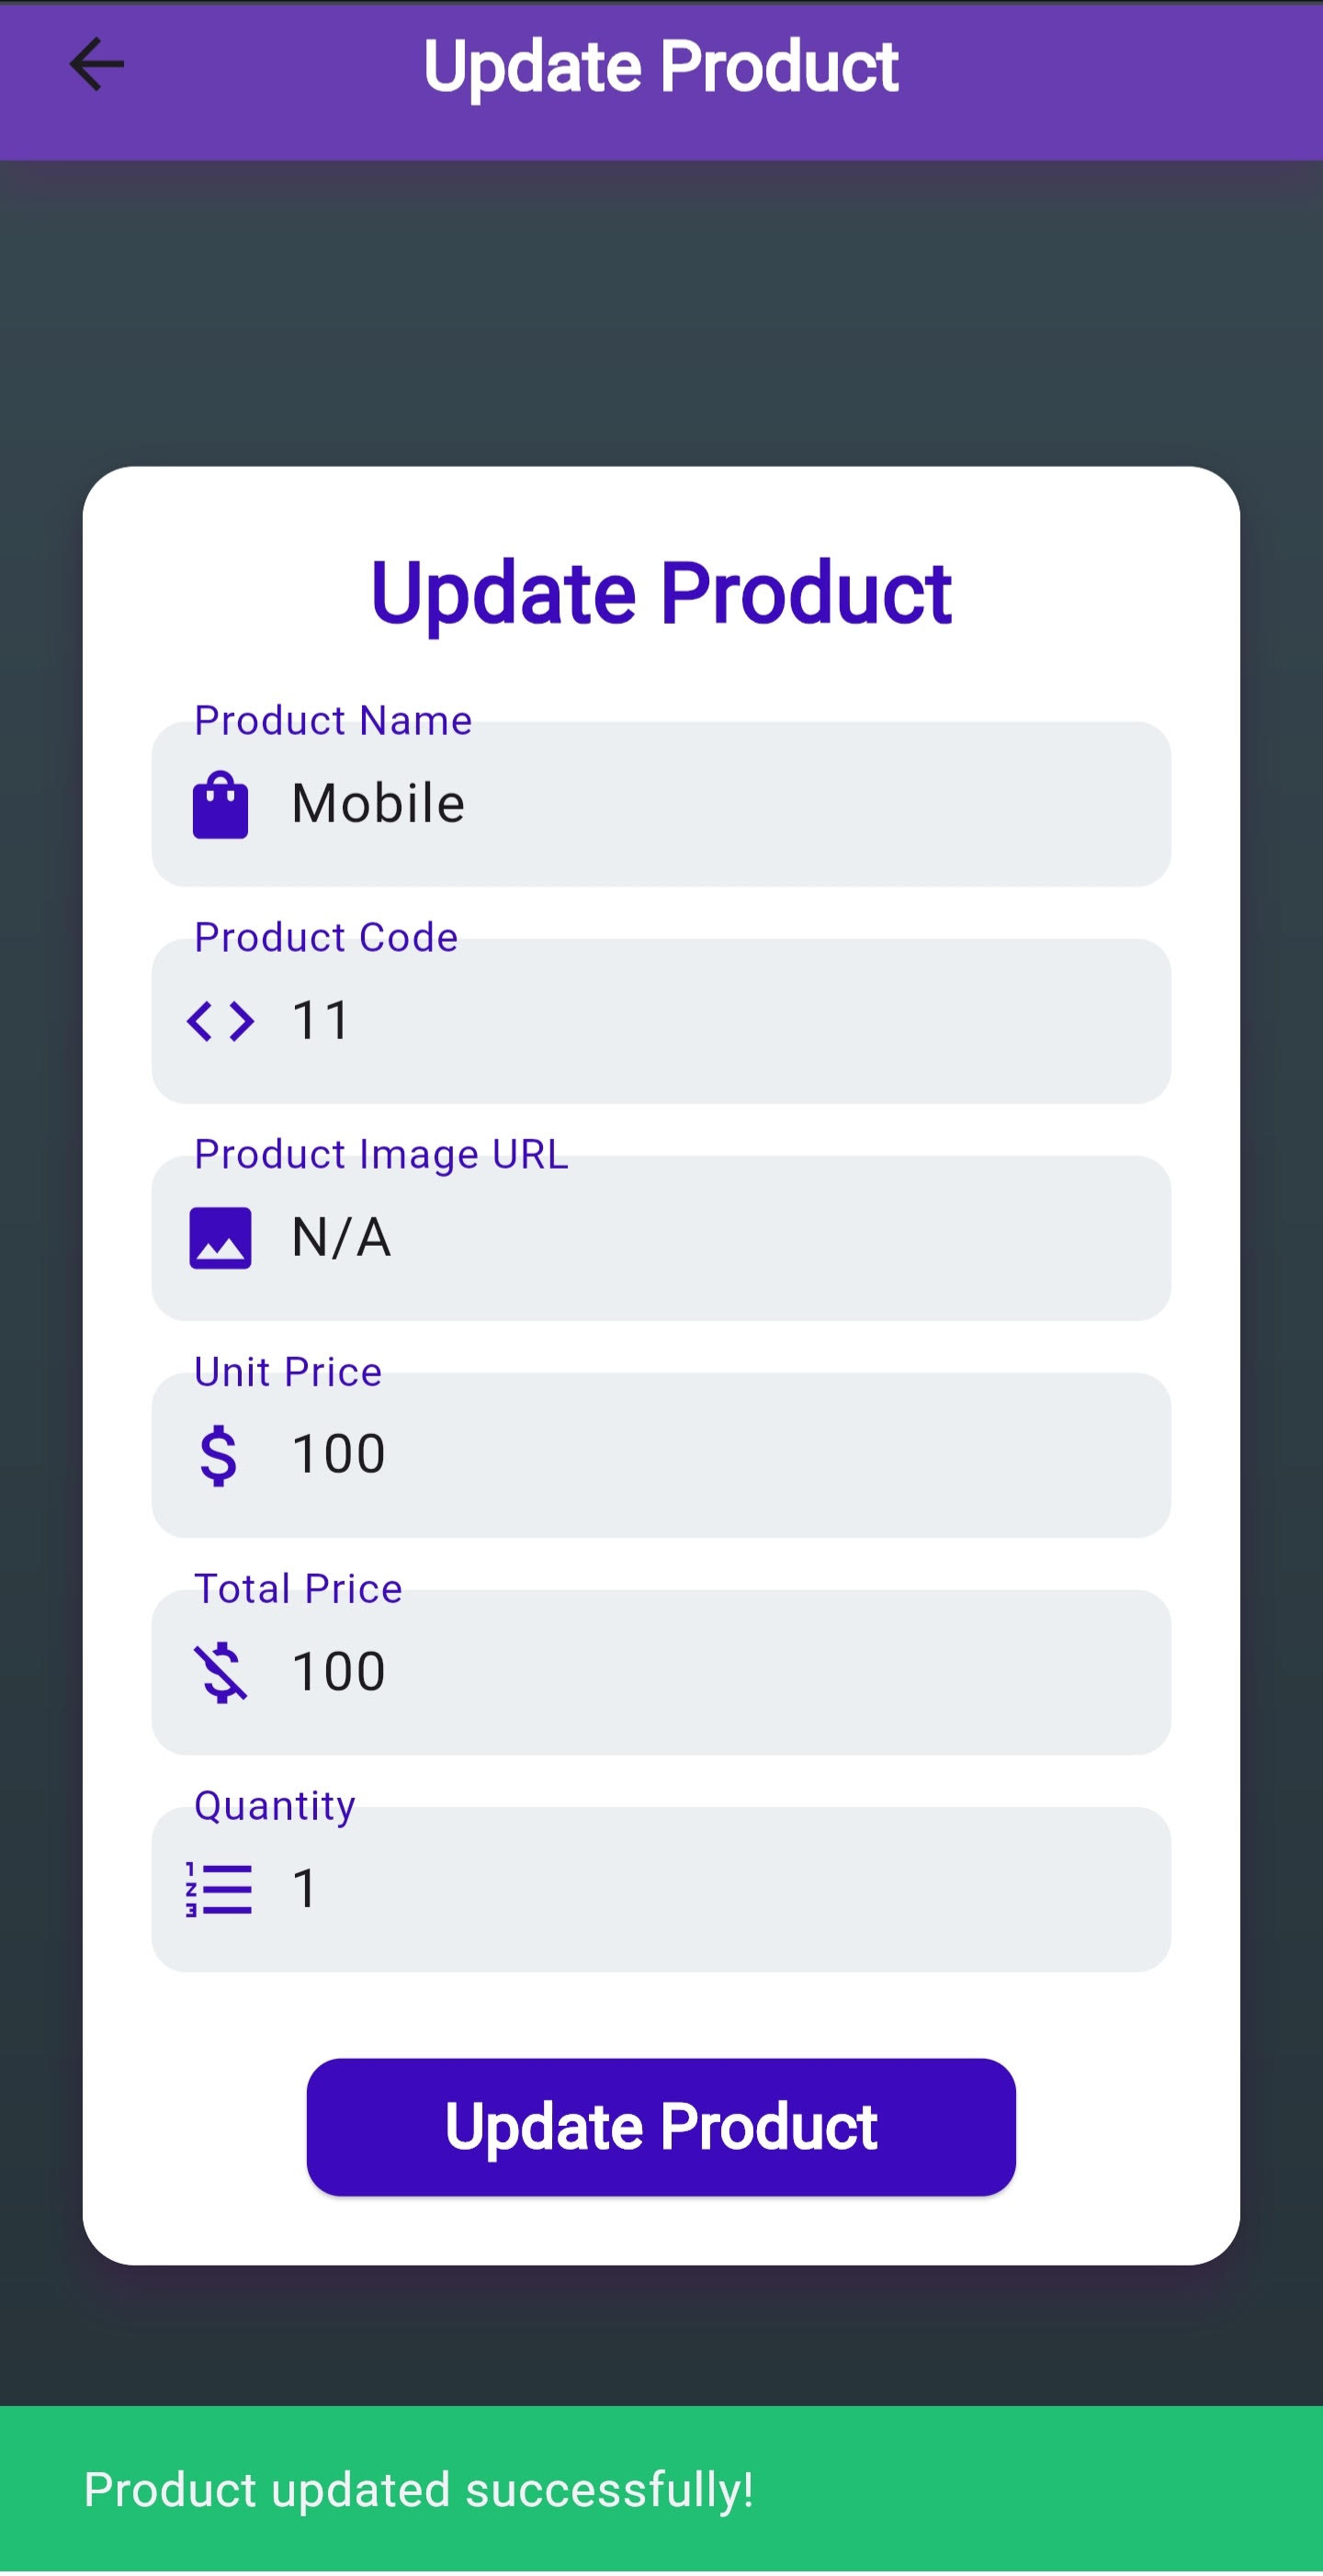 Update Product
Update Product
Product Name
Mobile
Product Code
11
Product Image URL
N/A
Unit Price
$ 100
Total Price
100
Quantity
1
Update Product
Product updated successfully!